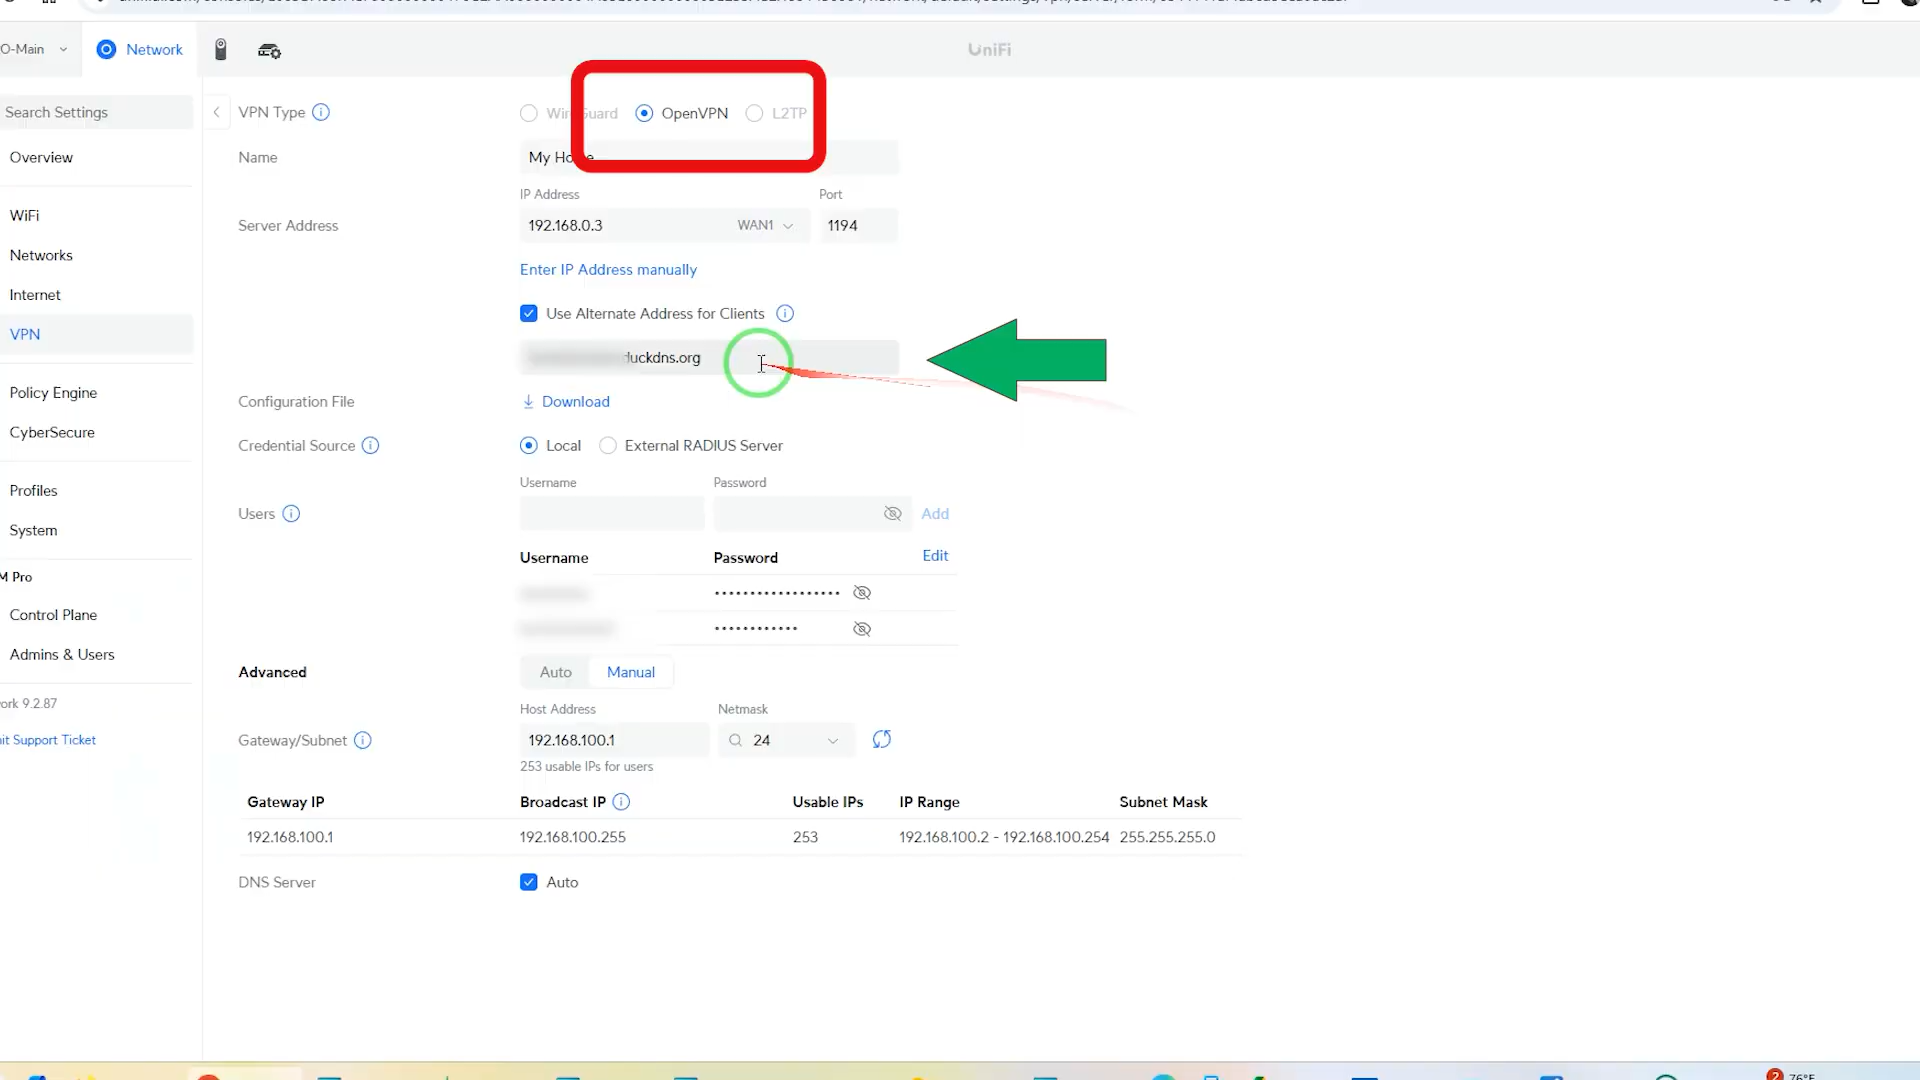 O-Main
Network
UniFi
Search Settings
VPN Type
WireGuard
OpenVPN
L2TP
Overview
Name
My Home
IP Address
Port
WiFi
Server Address
192.168.0.3
WAN1
1194
Networks
Enter IP Address manually
Internet
Use Alternate Address for Clients
VPN
duckdns.org
Policy Engine
Configuration File
Download
CyberSecure
Credential Source
Local
External RADIUS Server
Username
Password
Profiles
Users
Add
System
Username
Password
Edit
M Pro
Control Plane
Admins & Users
Advanced
Auto
Manual
ork 9.2.87
Host Address
Netmask
it Support Ticket
Gateway/Subnet
192.168.100.1
24
253 usable IPs for users
Gateway IP
Broadcast IP
Usable IPs
IP Range
Subnet Mask
192.168.100.1
192.168.100.255
253
192.168.100.2 - 192.168.100.254
255.255.255.0
DNS Server
Auto
2
76°F